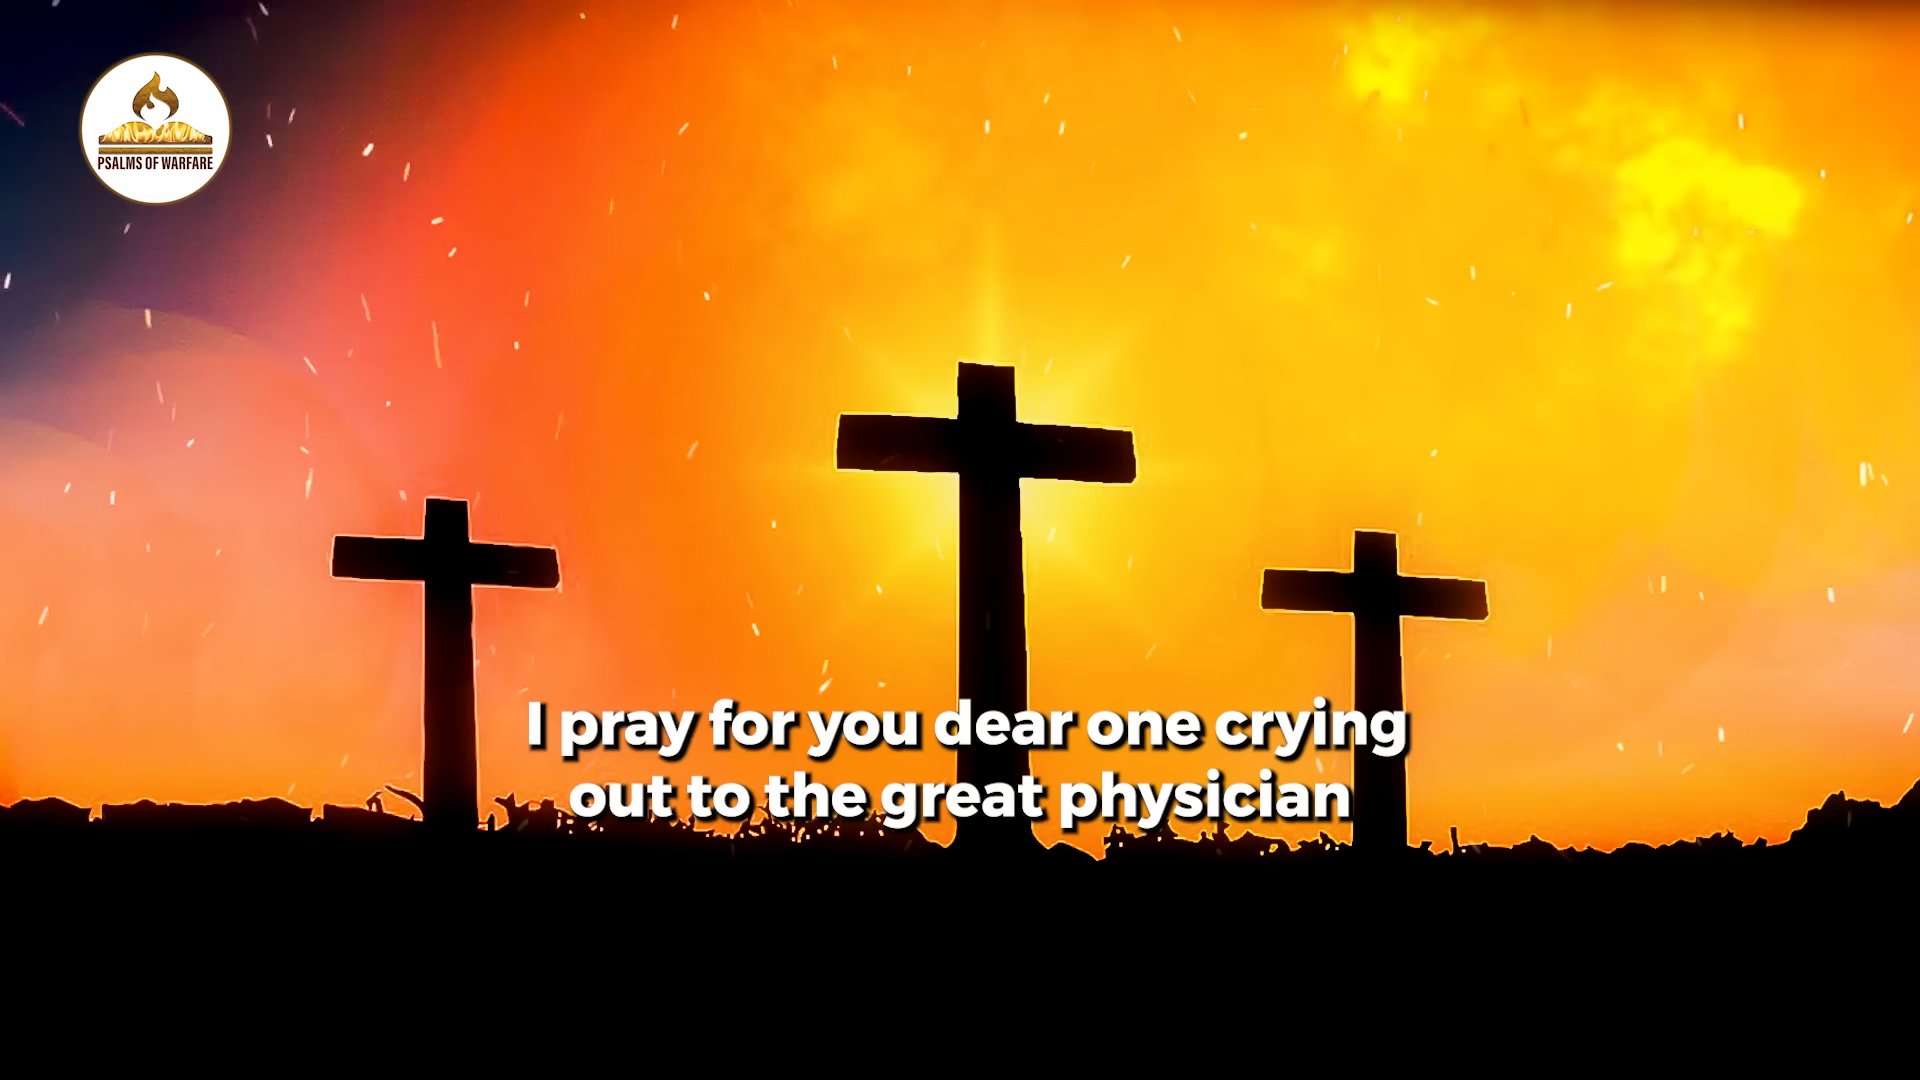 PSALMS OF WARFARE
I pray for you dear one crying
out to the great physician